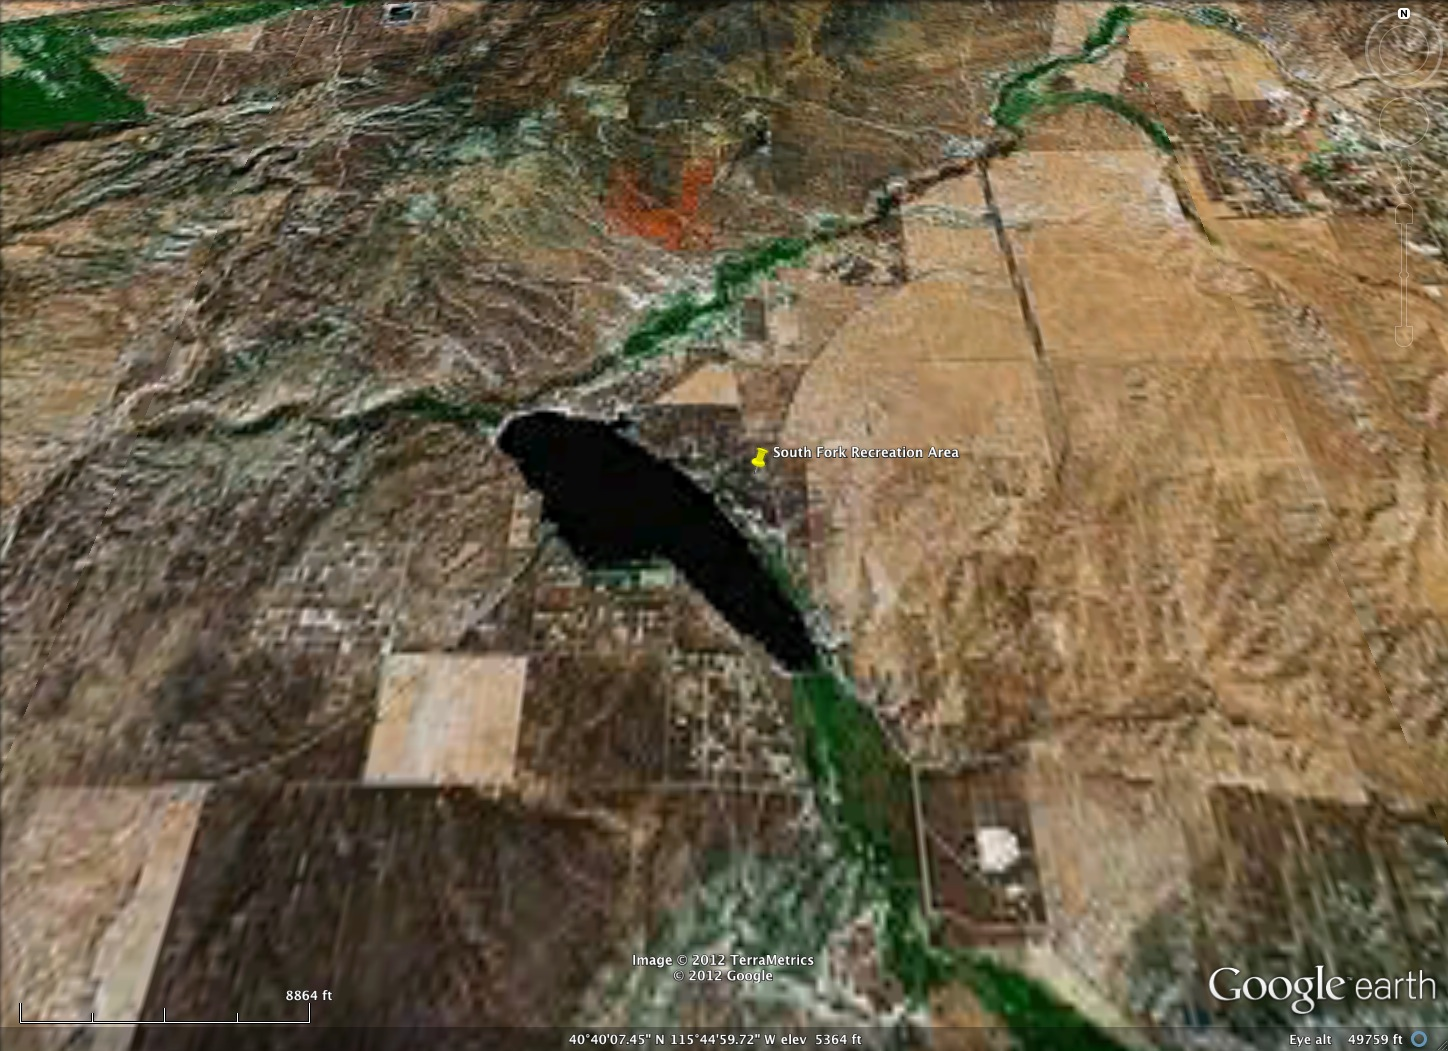 N
South Fork Recreation Area
Image © 2012 TerraMetrics
© 2012 Google
Google earth
8864 ft
40°40'07.45" N 115°44'59.72" W elev 5364 ft
Eye alt 49759 ft